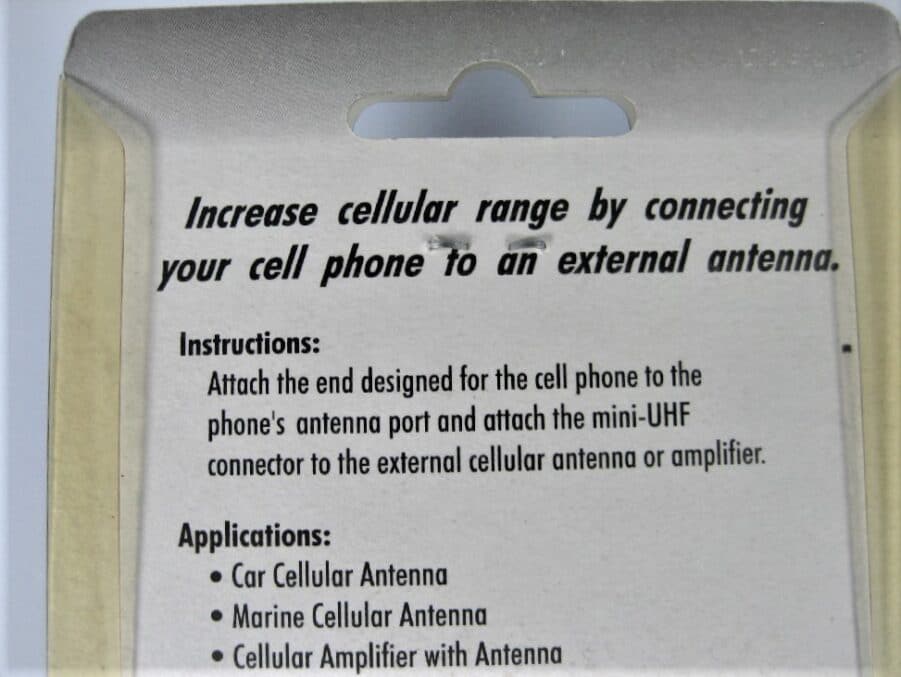 Increase cellular range by connecting
your cell phone to an external antenna.
Instructions:
Attach the end designed for the cell phone to the
phone's antenna port and attach the mini-UHF
connector to the external cellular antenna or amplifier.
Applications:
• Car Cellular Antenna
• Marine Cellular Antenna
• Cellular Amplifier with Antenna